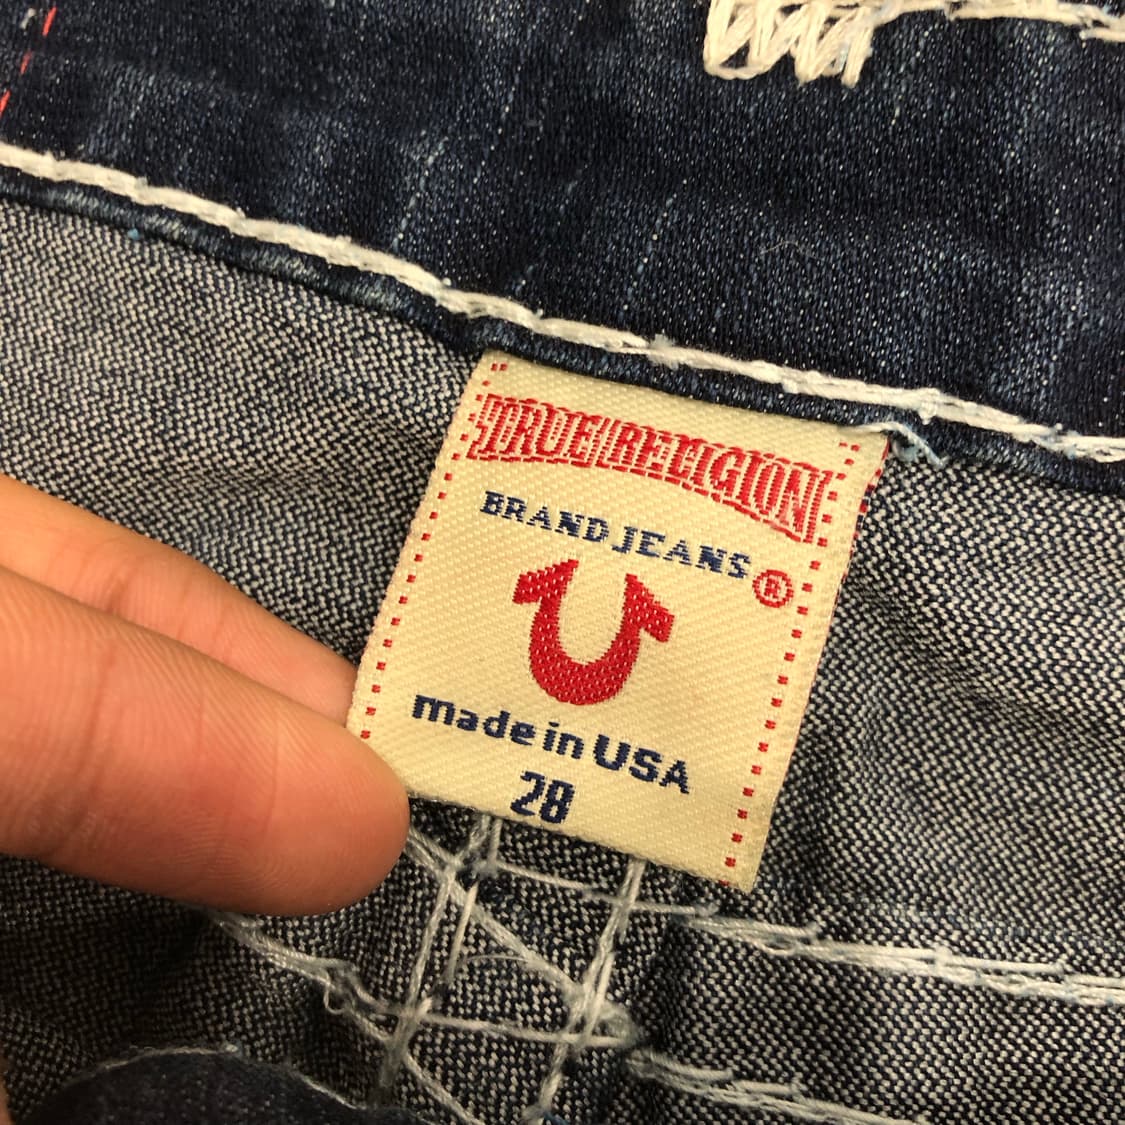 TRUE RELIGION
BRAND JEANS
®
made in USA
28